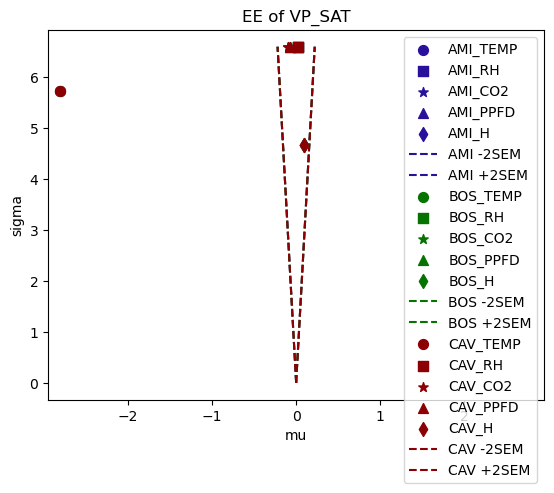 EE of VP_SAT
sigma
6
5
4
3
2
1
0
−2
−1
0
1
mu
AMI_TEMP
AMI_RH
AMI_CO2
AMI_PPFD
AMI_H
AMI -2SEM
AMI +2SEM
BOS_TEMP
BOS_RH
BOS_CO2
BOS_PPFD
BOS_H
BOS -2SEM
BOS +2SEM
CAV_TEMP
CAV_RH
CAV_CO2
CAV_PPFD
CAV_H
CAV -2SEM
CAV +2SEM